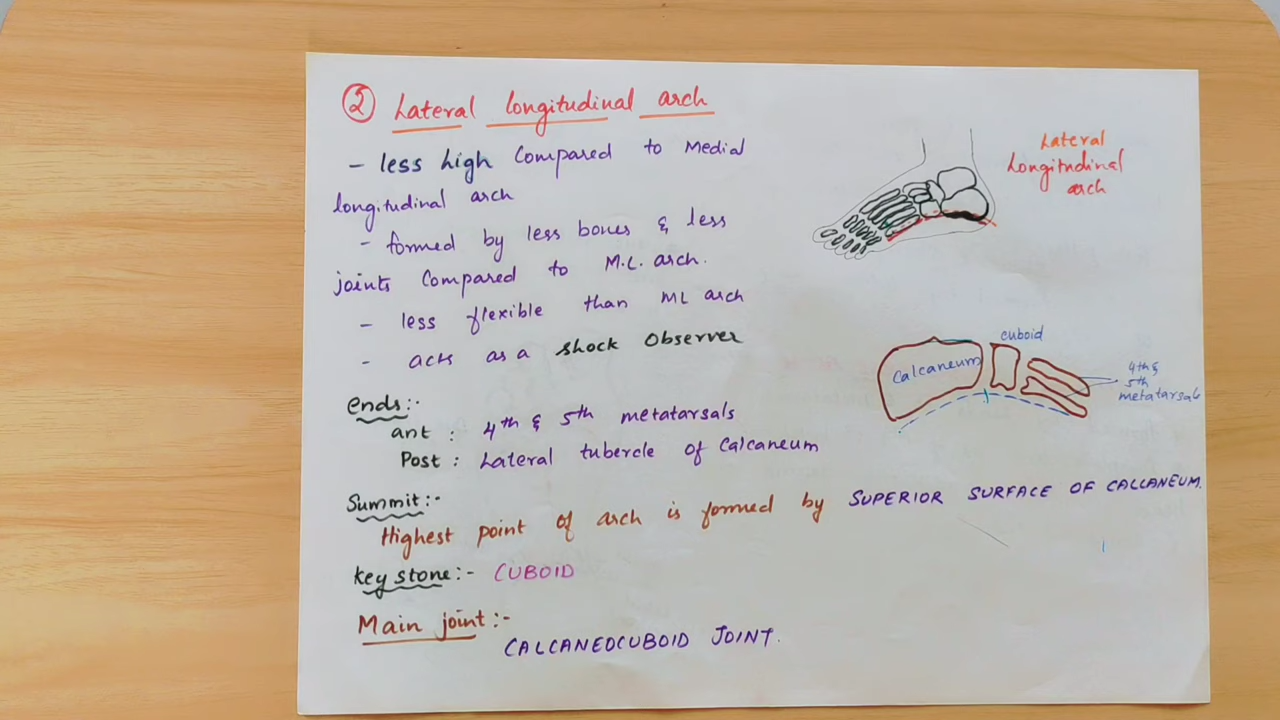 ② Lateral longitudinal arch
- less high compared to Medial
longitudinal arch
- formed by less bones & less
joints compared to M.L. arch.
- less flexible than ML arch
- acts as a shock observer
Ends:-
ant : 4th & 5th metatarsals
Post : Lateral tubercle of calcaneum
Summit:-
Highest point of arch is formed by SUPERIOR SURFACE OF CALCANEUM.
key stone:- CUBOID
Main joint:-
CALCANEOCUBOID JOINT.
Lateral
longitudinal
arch
cuboid
Calcaneum
4th &
5th
metatarsals